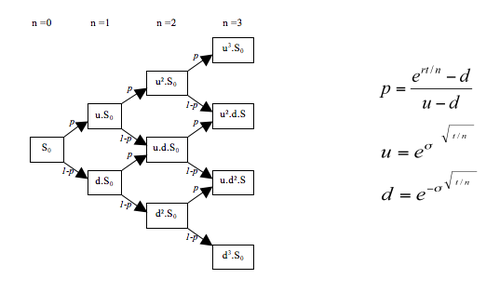 n =0 n =1 n =2 n =3
u³.S₀
p
u².S₀
p 1-p
u.S₀ u².d.S
p 1-p p
S₀ u.d.S₀
1-p p 1-p
d.S₀ u.d².S
1-p p
d².S₀
1-p
d³.S₀
p = (e^{rt/n} − d) / (u − d)
u = e^{σ √(t/n)}
d = e^{−σ √(t/n)}